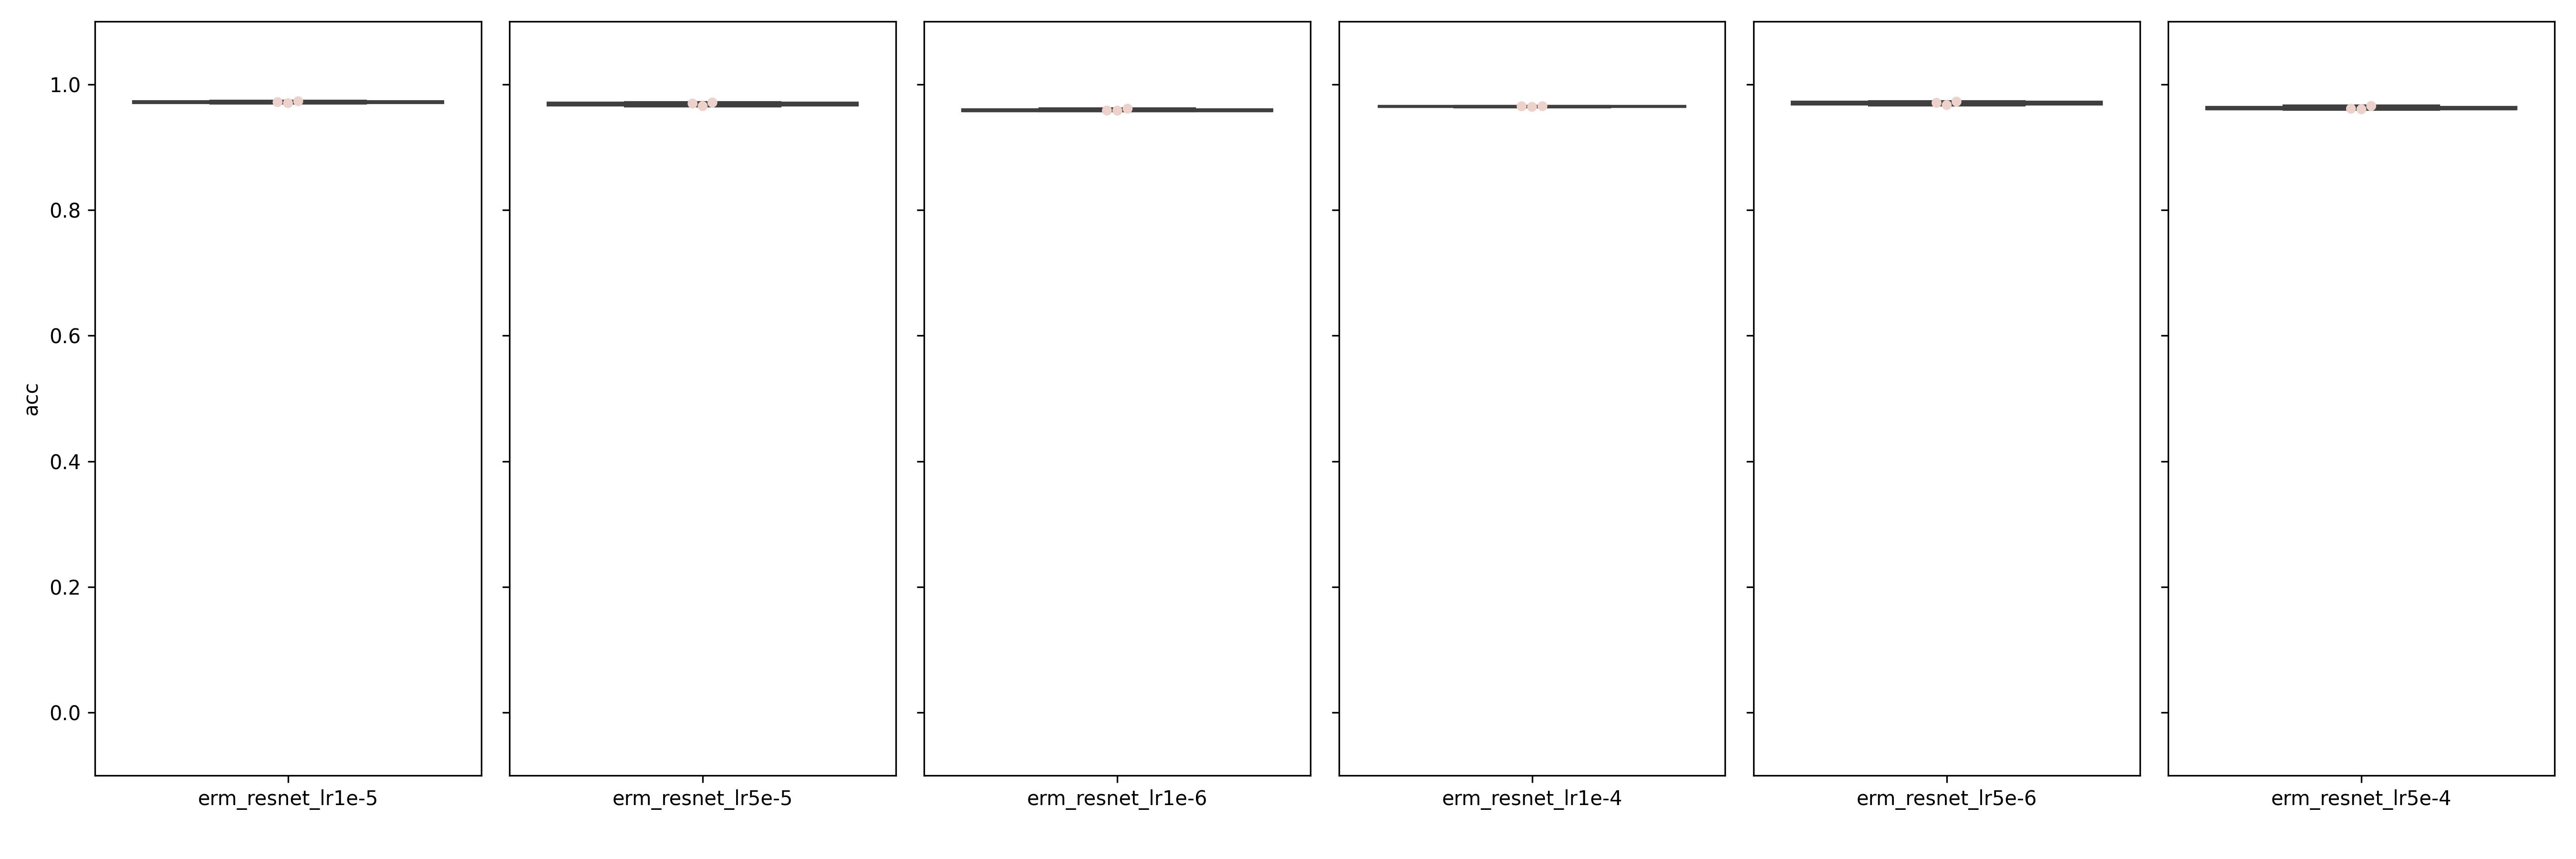 acc
1.0
0.8
0.6
0.4
0.2
0.0
erm_resnet_lr1e-5
erm_resnet_lr5e-5
erm_resnet_lr1e-6
erm_resnet_lr1e-4
erm_resnet_lr5e-6
erm_resnet_lr5e-4